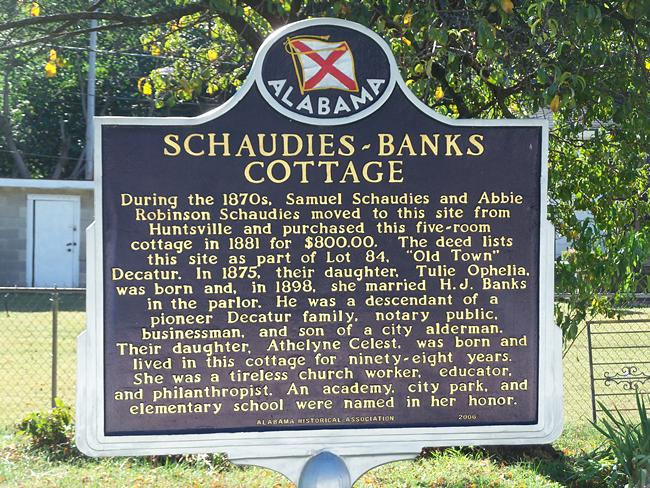 ALABAMA
SCHAUDIES-BANKS
COTTAGE
During the 1870s, Samuel Schaudies and Abbie
Robinson Schaudies moved to this site from
Huntsville and purchased this five-room
cottage in 1881 for $800.00. The deed lists
this site as part of Lot 84, "Old Town"
Decatur. In 1875, their daughter, Tulie Ophelia,
was born and, in 1898, she married H.J. Banks
in the parlor. He was a descendant of a
pioneer Decatur family, notary public,
businessman, and son of a city alderman.
Their daughter, Athelyne Celest, was born and
lived in this cottage for ninety-eight years.
She was a tireless church worker, educator,
and philanthropist. An academy, city park, and
elementary school were named in her honor.
ALABAMA HISTORICAL ASSOCIATION 2006